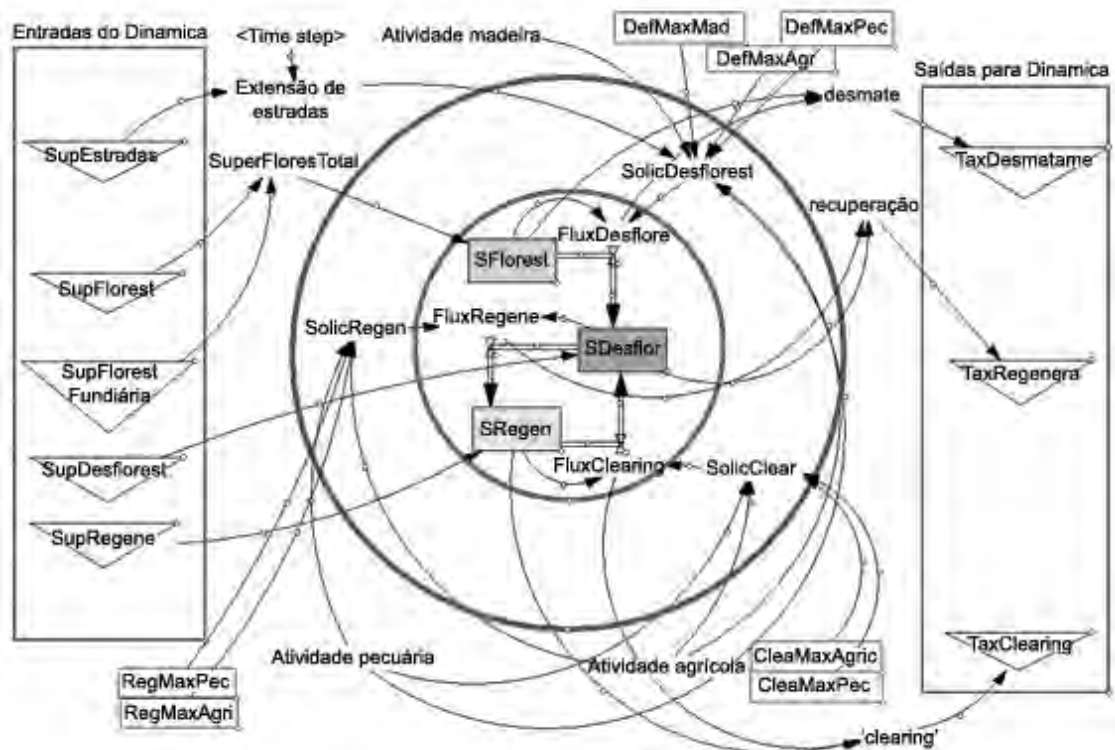 Entradas do Dinamica
<Time step>
Atividade madeira
DefMaxMad
DefMaxPec
DefMaxAgr
Saídas para Dinamica
Extensão de
estradas
desmate
SupEstradas
SuperFloresTotal
SolicDesflorest
TaxDesmatame
recuperação
FluxDesflore
SFlorest
SupFlorest
SolicRegen
FluxRegene
SDesflor
SupFlorest
Fundiária
TaxRegenera
SRegen
SupDesflorest
FluxClearing
SolicClear
SupRegene
TaxClearing
Atividade pecuária
Atividade agrícola
CleaMaxAgric
CleaMaxPec
RegMaxPec
RegMaxAgri
'clearing'